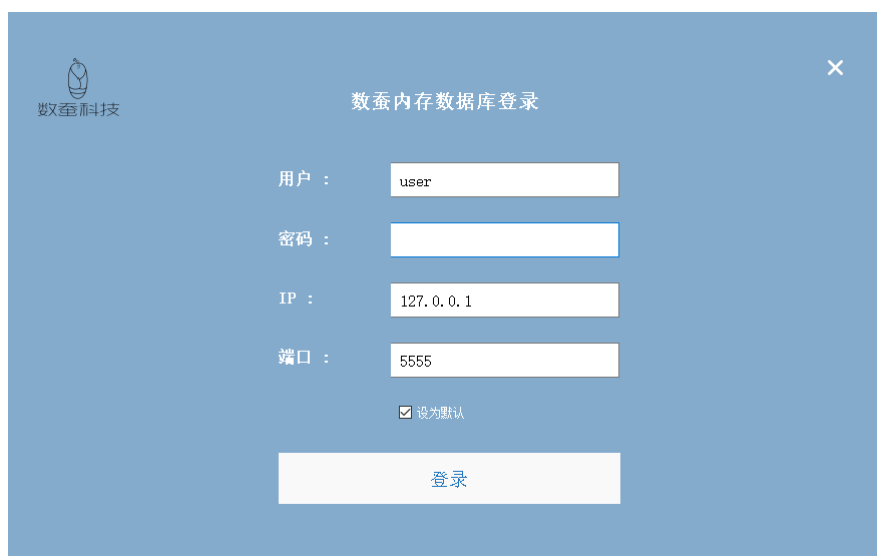 数蚕科技
数蚕内存数据库登录
用户 : user
密码 :
IP : 127.0.0.1
端口 : 5555
设为默认
登录